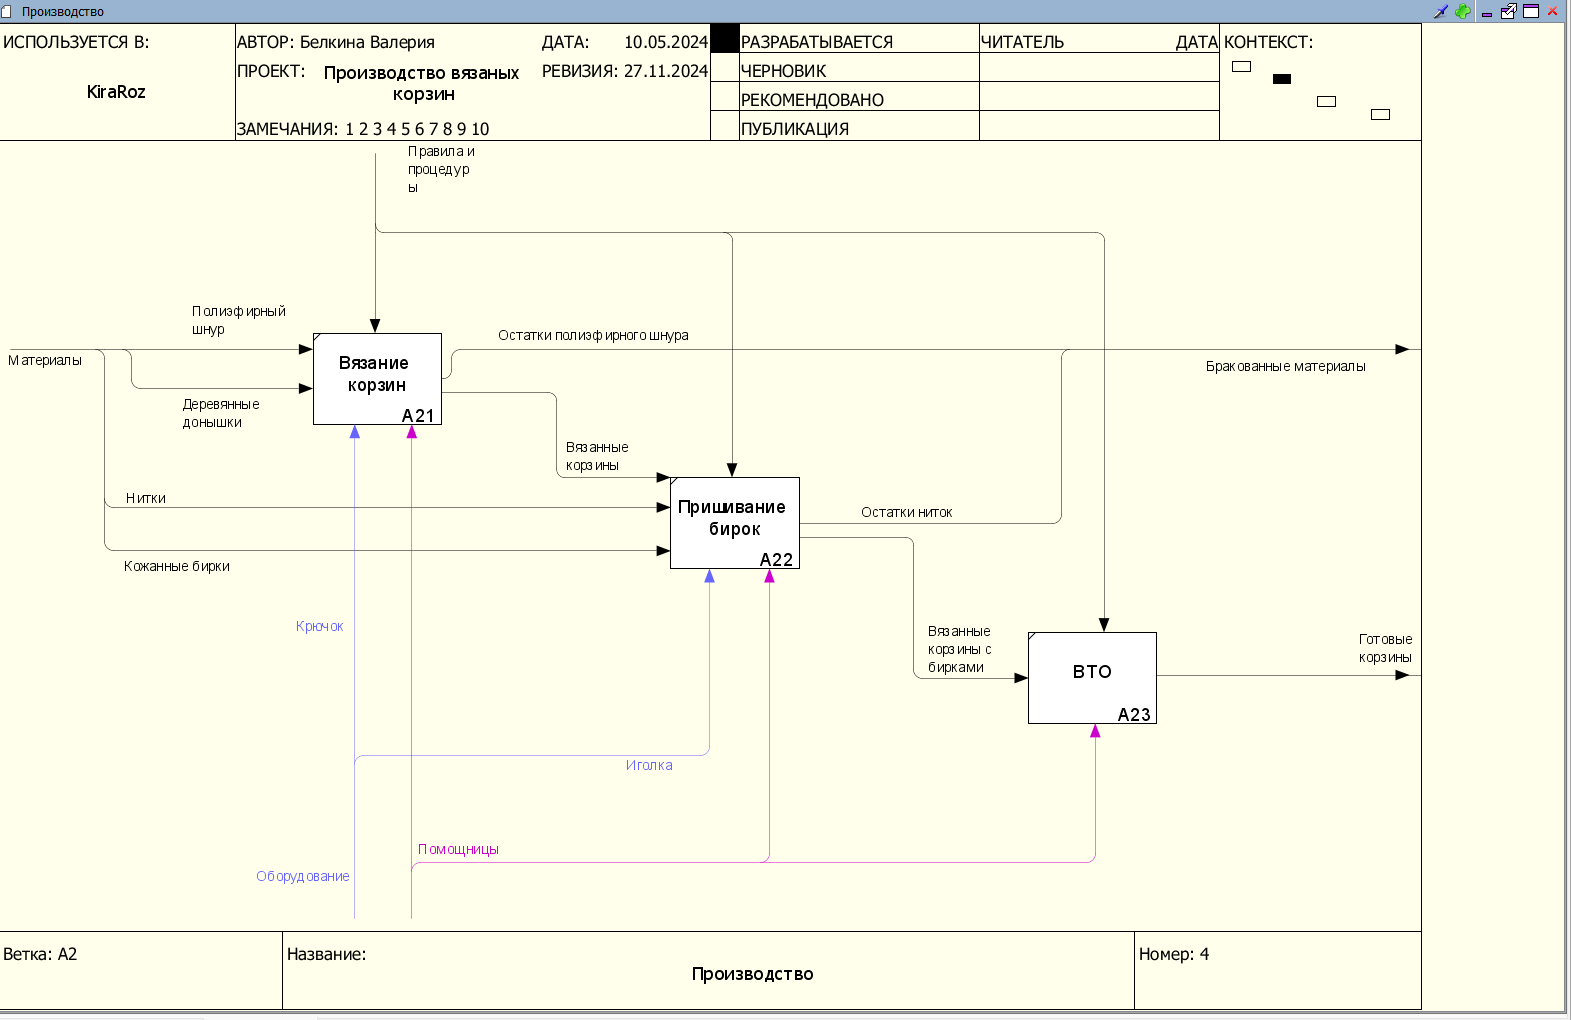 Производство
ИСПОЛЬЗУЕТСЯ В:
KiraRoz
АВТОР: Белкина Валерия
ДАТА: 10.05.2024
ПРОЕКТ: Производство вязаных
корзин
РЕВИЗИЯ: 27.11.2024
ЗАМЕЧАНИЯ: 1 2 3 4 5 6 7 8 9 10
РАЗРАБАТЫВАЕТСЯ
ЧЕРНОВИК
РЕКОМЕНДОВАНО
ПУБЛИКАЦИЯ
ЧИТАТЕЛЬ
ДАТА
КОНТЕКСТ:
Правила и
процедур
ы
Полиэфирный
шнур
Материалы
Деревянные
донышки
Вязание
корзин
A21
Остатки полиэфирного шнура
Бракованные материалы
Вязанные
корзины
Нитки
Кожанные бирки
Пришивание
бирок
A22
Остатки ниток
Крючок
Вязанные
корзины с
бирками
ВТО
A23
Готовые
корзины
Иголка
Помощницы
Оборудование
Ветка: A2
Название:
Производство
Номер: 4